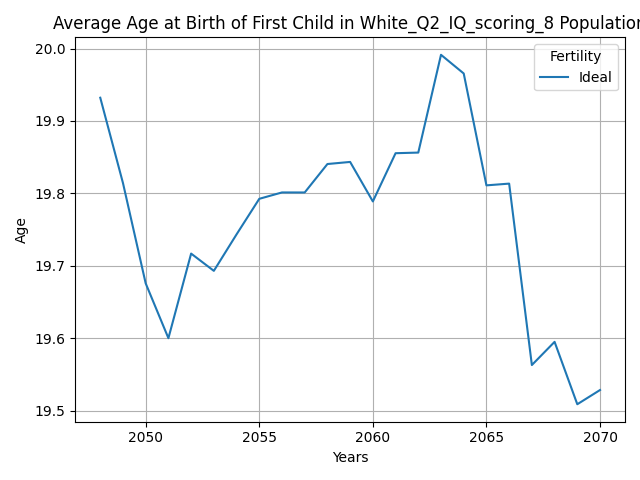 Average Age at Birth of First Child in White_Q2_IQ_scoring_8 Population
Fertility
Ideal
20.0
19.9
19.8
19.7
19.6
19.5
Age
2050 2055 2060 2065 2070
Years